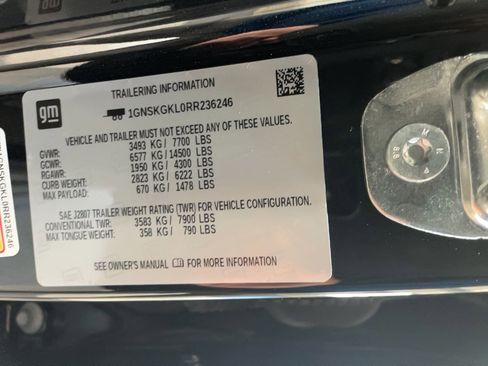 gm
TRAILERING INFORMATION
1GNSKGKL0RR236246
VEHICLE AND TRAILER MUST NOT EXCEED ANY OF THESE VALUES.
GVWR: 3493 KG / 7700 LBS
GCWR: 6577 KG / 14500 LBS
RGAWR: 1950 KG / 4300 LBS
CURB WEIGHT: 2823 KG / 6222 LBS
MAX PAYLOAD: 670 KG / 1478 LBS
SAE J2807 TRAILER WEIGHT RATING (TWR) FOR VEHICLE CONFIGURATION.
CONVENTIONAL TWR: 3583 KG / 7900 LBS
MAX TONGUE WEIGHT: 358 KG / 790 LBS
SEE OWNER'S MANUAL FOR MORE INFORMATION
1GNSKGKL0RR236246
8.8